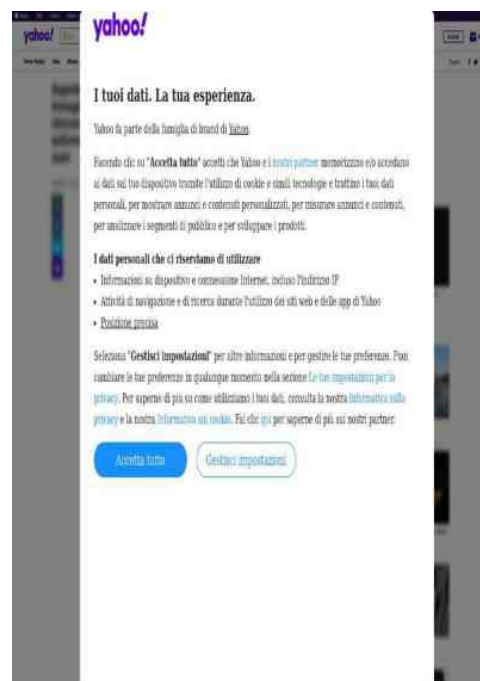 yahoo!
yahoo!
I tuoi dati. La tua esperienza.
Yahoo fa parte della famiglia di brand di Yahoo.
Facendo clic su "Accetta tutto" accetti che Yahoo e i nostri partner memorizzino e/o accedano
ai dati sul tuo dispositivo tramite l'utilizzo di cookie e simili tecnologie e trattino i tuoi dati
personali, per mostrare annunci e contenuti personalizzati, per misurare annunci e contenuti,
per analizzare i segmenti di pubblico e per sviluppare i prodotti.
I dati personali che ci riserviamo di utilizzare
• Informazioni su dispositivo e connessione Internet, incluso l'indirizzo IP
• Attività di navigazione e di ricerca durante l'utilizzo dei siti web e delle app di Yahoo
• Posizione precisa
Seleziona "Gestisci impostazioni" per altre informazioni e per gestire le tue preferenze. Puoi
cambiare le tue preferenze in qualunque momento nella sezione Le tue impostazioni per la
privacy. Per saperne di più su come utilizziamo i tuoi dati, consulta la nostra Informativa sulla
privacy e la nostra Informativa sui cookie. Fai clic qui per saperne di più sui nostri partner.
Accetta tutto
Gestisci impostazioni